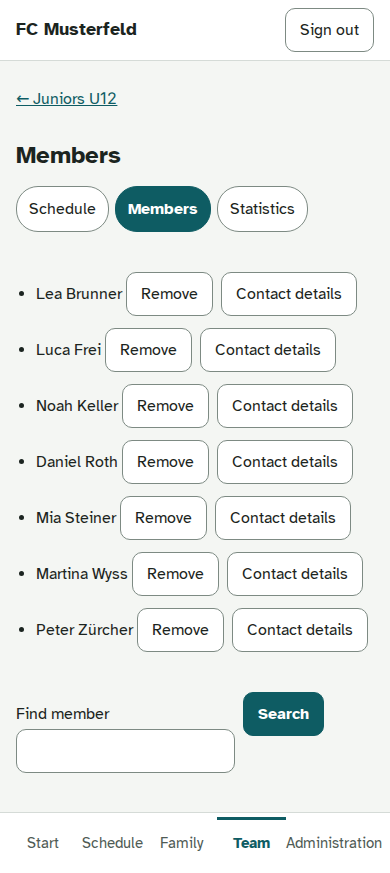 FC Musterfeld Sign out
← Juniors U12
Members
Schedule Members Statistics
• Lea Brunner Remove Contact details
• Luca Frei Remove Contact details
• Noah Keller Remove Contact details
• Daniel Roth Remove Contact details
• Mia Steiner Remove Contact details
• Martina Wyss Remove Contact details
• Peter Zürcher Remove Contact details
Find member Search
Start Schedule Family Team Administration